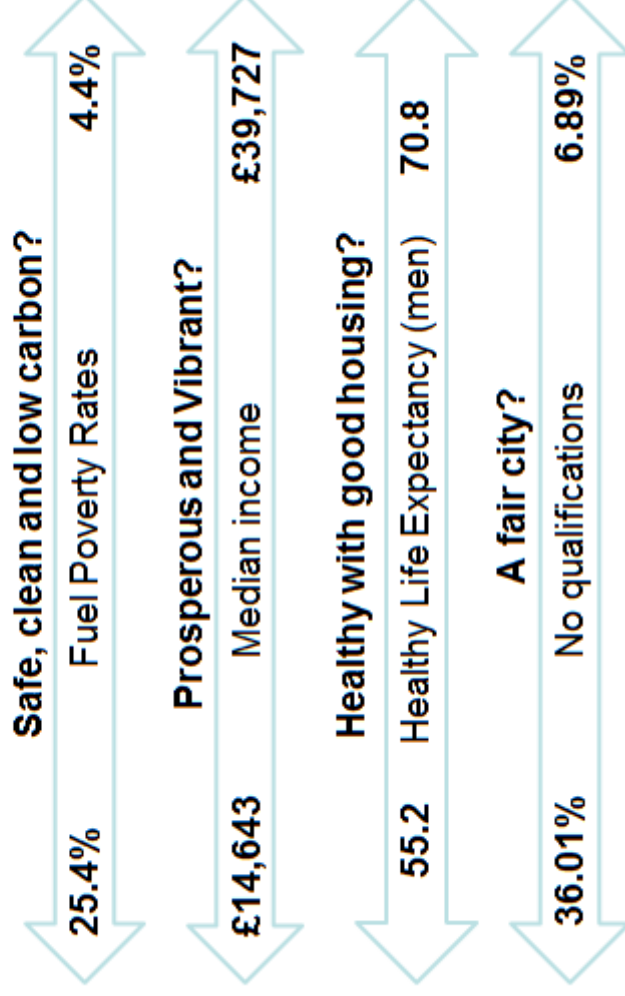 Safe, clean and low carbon?
25.4% Fuel Poverty Rates 4.4%
Prosperous and Vibrant?
£14,643 Median income £39,727
Healthy with good housing?
55.2 Healthy Life Expectancy (men) 70.8
A fair city?
36.01% No qualifications 6.89%